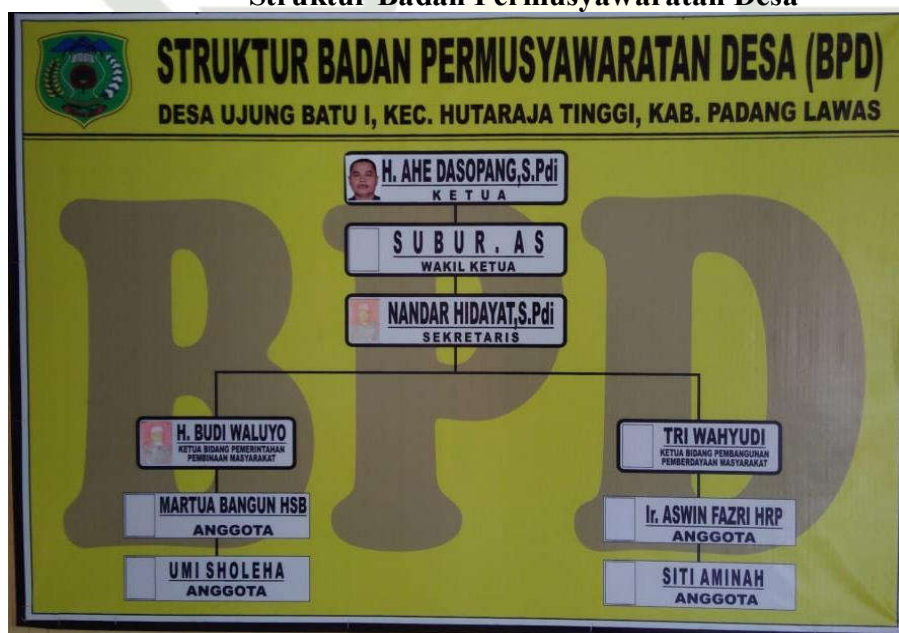 Struktur Badan Permusyawaratan Desa
STRUKTUR BADAN PERMUSYAWARATAN DESA (BPD)
DESA UJUNG BATU I, KEC. HUTARAJA TINGGI, KAB. PADANG LAWAS
BPD
H. AHE DASOPANG,S.Pdi
KETUA
SUBUR. AS
WAKIL KETUA
NANDAR HIDAYAT,S.Pdi
SEKRETARIS
H. BUDI WALUYO
KETUA BIDANG PEMERINTAHAN
PEMBINAAN MASYARAKAT
MARTUA BANGUN HSB
ANGGOTA
UMI SHOLEHA
ANGGOTA
TRI WAHYUDI
KETUA BIDANG PEMBANGUNAN
PEMBERDAYAAN MASYARAKAT
Ir. ASWIN FAZRI HRP
ANGGOTA
SITI AMINAH
ANGGOTA